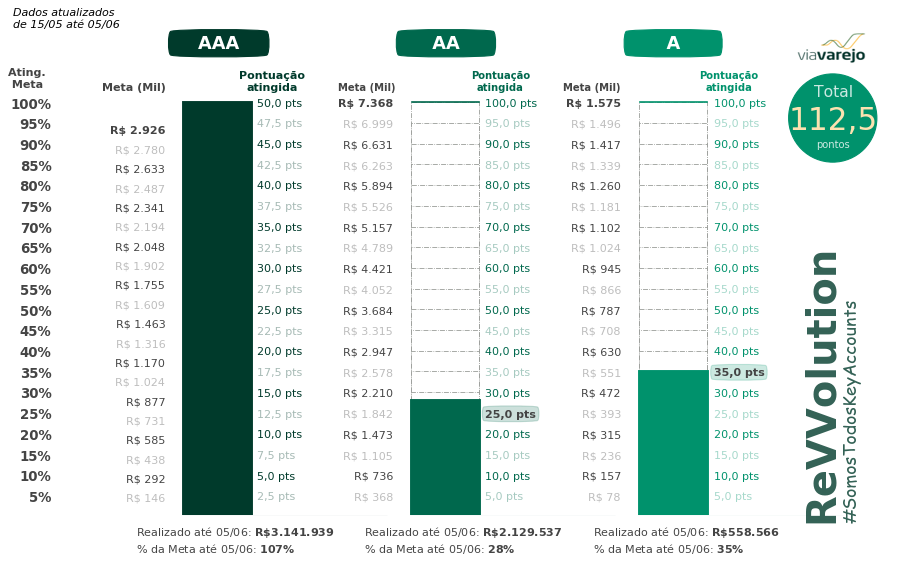 Dados atualizados
de 15/05 até 05/06
AAA
AA
A
viavarejo
Ating.
Meta
Meta (Mil)
Pontuação
atingida
Meta (Mil)
Pontuação
atingida
Meta (Mil)
Pontuação
atingida
Total
112,5
pontos
100%
95%
90%
85%
80%
75%
70%
65%
60%
55%
50%
45%
40%
35%
30%
25%
20%
15%
10%
5%
R$ 2.926
R$ 2.780
R$ 2.633
R$ 2.487
R$ 2.341
R$ 2.194
R$ 2.048
R$ 1.902
R$ 1.755
R$ 1.609
R$ 1.463
R$ 1.316
R$ 1.170
R$ 1.024
R$ 877
R$ 731
R$ 585
R$ 438
R$ 292
R$ 146
50,0 pts
47,5 pts
45,0 pts
42,5 pts
40,0 pts
37,5 pts
35,0 pts
32,5 pts
30,0 pts
27,5 pts
25,0 pts
22,5 pts
20,0 pts
17,5 pts
15,0 pts
12,5 pts
10,0 pts
7,5 pts
5,0 pts
2,5 pts
R$ 7.368
R$ 6.999
R$ 6.631
R$ 6.263
R$ 5.894
R$ 5.526
R$ 5.157
R$ 4.789
R$ 4.421
R$ 4.052
R$ 3.684
R$ 3.315
R$ 2.947
R$ 2.578
R$ 2.210
R$ 1.842
R$ 1.473
R$ 1.105
R$ 736
R$ 368
100,0 pts
95,0 pts
90,0 pts
85,0 pts
80,0 pts
75,0 pts
70,0 pts
65,0 pts
60,0 pts
55,0 pts
50,0 pts
45,0 pts
40,0 pts
35,0 pts
30,0 pts
25,0 pts
20,0 pts
15,0 pts
10,0 pts
5,0 pts
R$ 1.575
R$ 1.496
R$ 1.417
R$ 1.339
R$ 1.260
R$ 1.181
R$ 1.102
R$ 1.024
R$ 945
R$ 866
R$ 787
R$ 708
R$ 630
R$ 551
R$ 472
R$ 393
R$ 315
R$ 236
R$ 157
R$ 78
100,0 pts
95,0 pts
90,0 pts
85,0 pts
80,0 pts
75,0 pts
70,0 pts
65,0 pts
60,0 pts
55,0 pts
50,0 pts
45,0 pts
40,0 pts
35,0 pts
30,0 pts
25,0 pts
20,0 pts
15,0 pts
10,0 pts
5,0 pts
ReVVolution
#SomosTodosKeyAccounts
Realizado até 05/06: R$3.141.939
% da Meta até 05/06: 107%
Realizado até 05/06: R$2.129.537
% da Meta até 05/06: 28%
Realizado até 05/06: R$558.566
% da Meta até 05/06: 35%